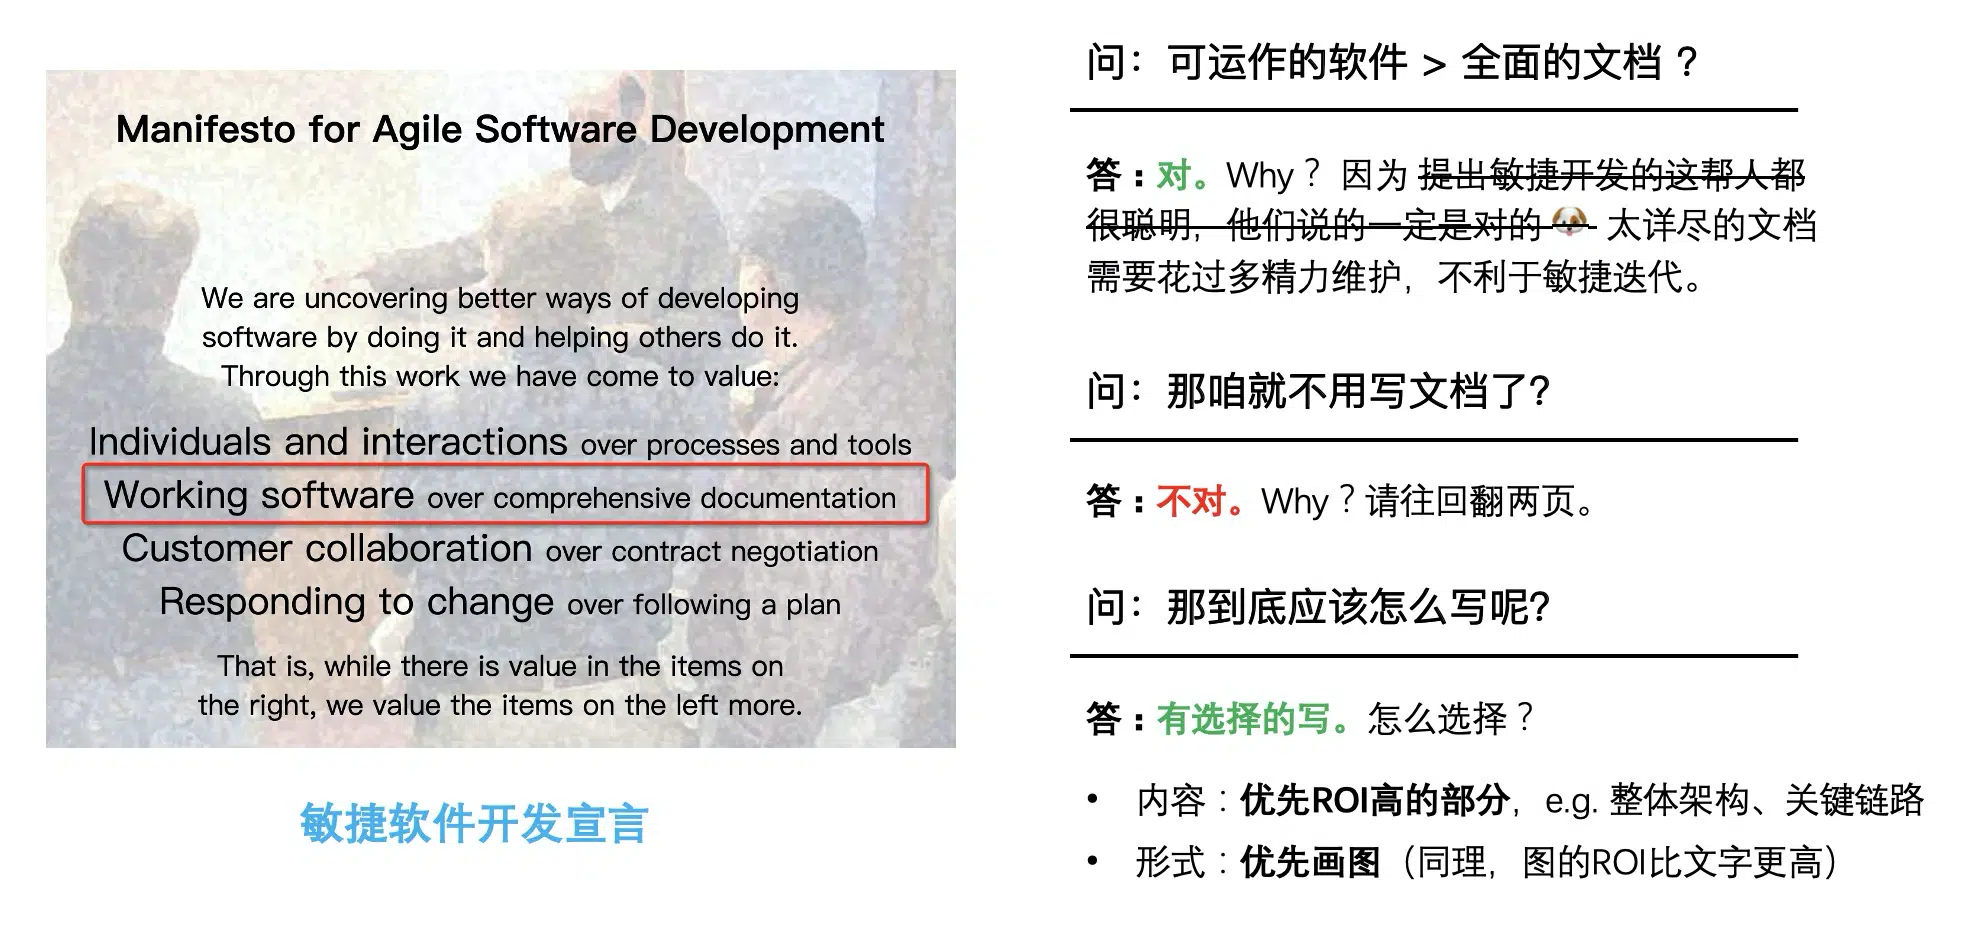 Manifesto for Agile Software Development
We are uncovering better ways of developing
software by doing it and helping others do it.
Through this work we have come to value:
Individuals and interactions over processes and tools
Working software over comprehensive documentation
Customer collaboration over contract negotiation
Responding to change over following a plan
That is, while there is value in the items on
the right, we value the items on the left more.
敏捷软件开发宣言
问：可运作的软件 > 全面的文档 ？
答：对。Why？ 因为 提出敏捷开发的这帮人都
很聪明，他们说的一定是对的 🐶 太详尽的文档
需要花过多精力维护，不利于敏捷迭代。
问：那咱就不用写文档了?
答：不对。Why？请往回翻两页。
问：那到底应该怎么写呢?
答：有选择的写。怎么选择？
• 内容：优先ROI高的部分，e.g. 整体架构、关键链路
• 形式：优先画图（同理，图的ROI比文字更高）